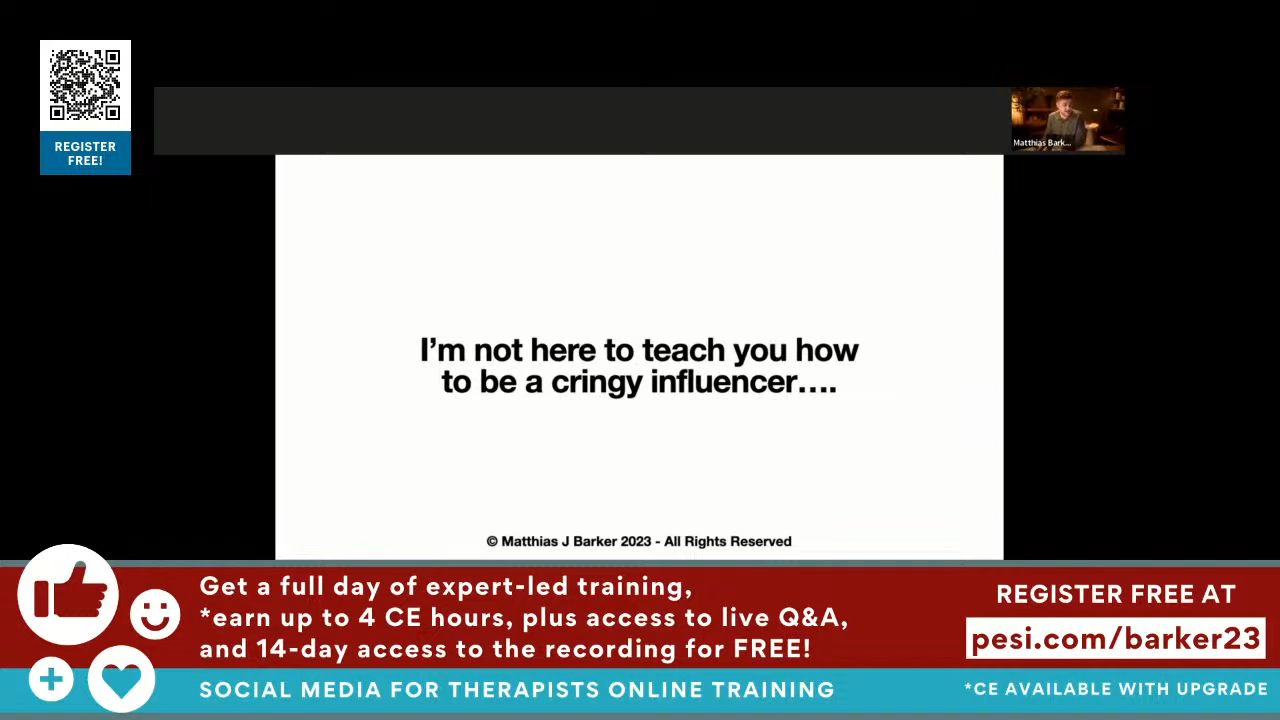 REGISTER
FREE!
Matthias Bark...
I'm not here to teach you how
to be a cringy influencer....
© Matthias J Barker 2023 - All Rights Reserved
Get a full day of expert-led training,
*earn up to 4 CE hours, plus access to live Q&A,
and 14-day access to the recording for FREE!
REGISTER FREE AT
pesi.com/barker23
SOCIAL MEDIA FOR THERAPISTS ONLINE TRAINING
*CE AVAILABLE WITH UPGRADE